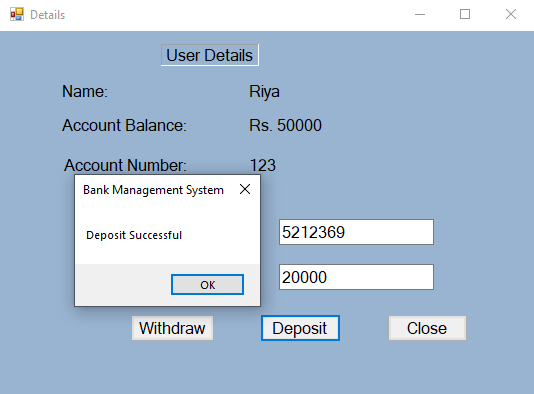 Details
User Details
Name: Riya
Account Balance: Rs. 50000
Account Number: 123
Bank Management System
Deposit Successful
5212369
OK
20000
Withdraw Deposit Close